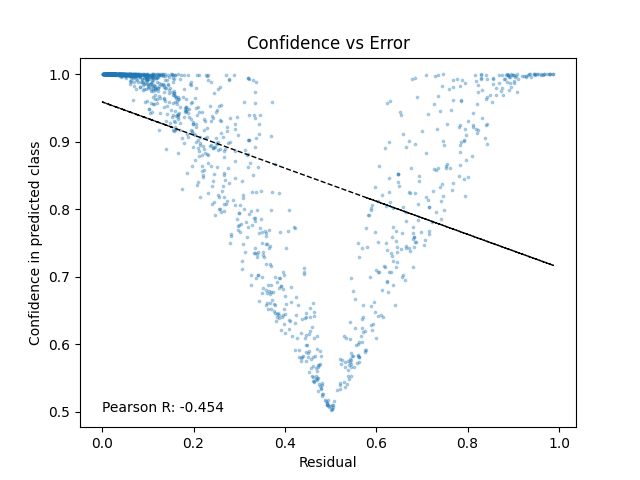 Confidence vs Error
1.0
0.9
0.8
0.7
0.6
0.5
Confidence in predicted class
Pearson R: -0.454
0.0 0.2 0.4 0.6 0.8 1.0
Residual